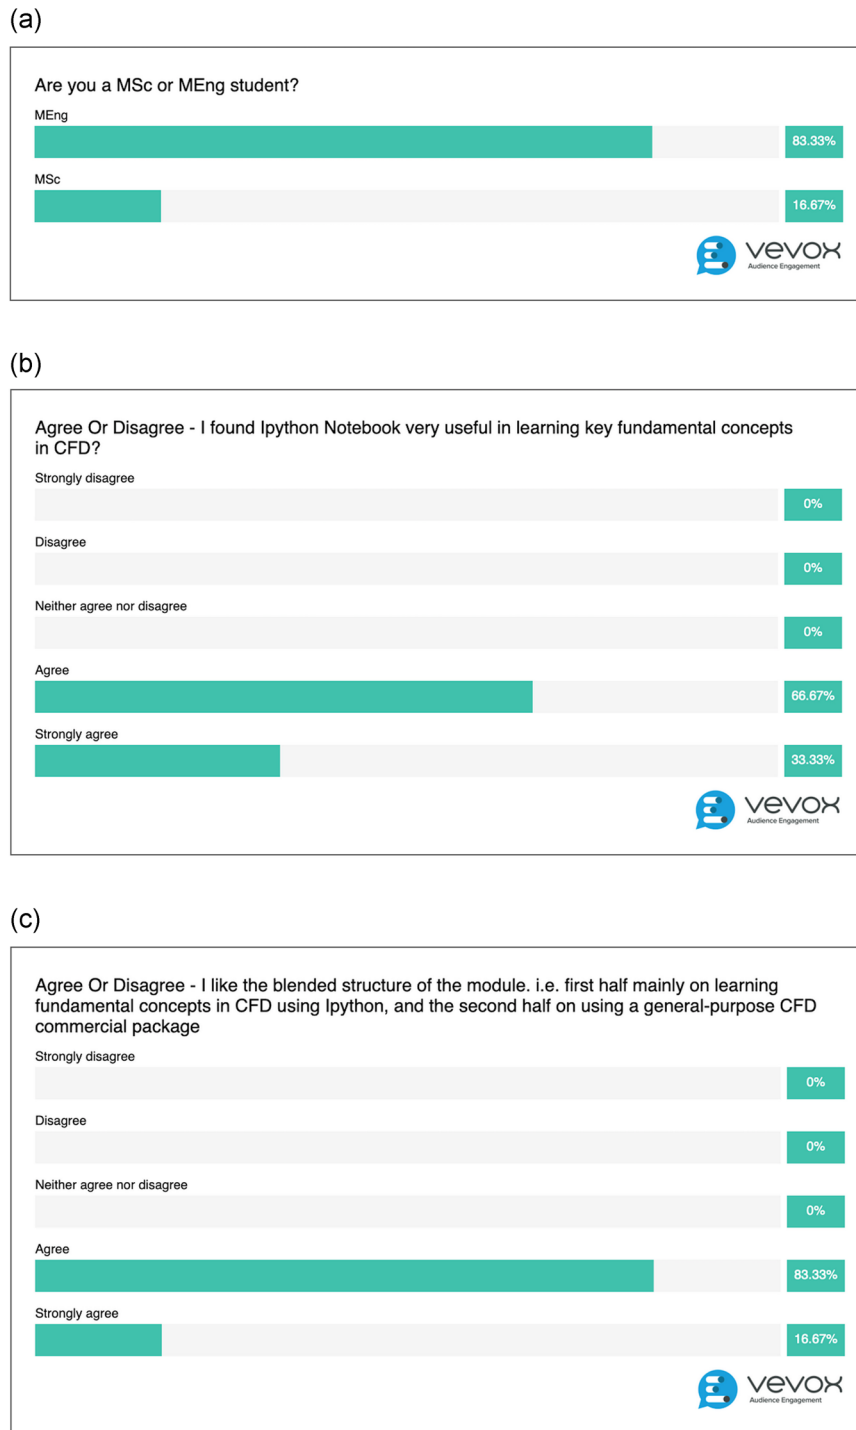 (a)
Are you a MSc or MEng student?
MEng
83.33%
MSc
16.67%
vevox
Audience Engagement
(b)
Agree Or Disagree - I found Ipython Notebook very useful in learning key fundamental concepts
in CFD?
Strongly disagree
0%
Disagree
0%
Neither agree nor disagree
0%
Agree
66.67%
Strongly agree
33.33%
vevox
Audience Engagement
(c)
Agree Or Disagree - I like the blended structure of the module. i.e. first half mainly on learning
fundamental concepts in CFD using Ipython, and the second half on using a general-purpose CFD
commercial package
Strongly disagree
0%
Disagree
0%
Neither agree nor disagree
0%
Agree
83.33%
Strongly agree
16.67%
vevox
Audience Engagement